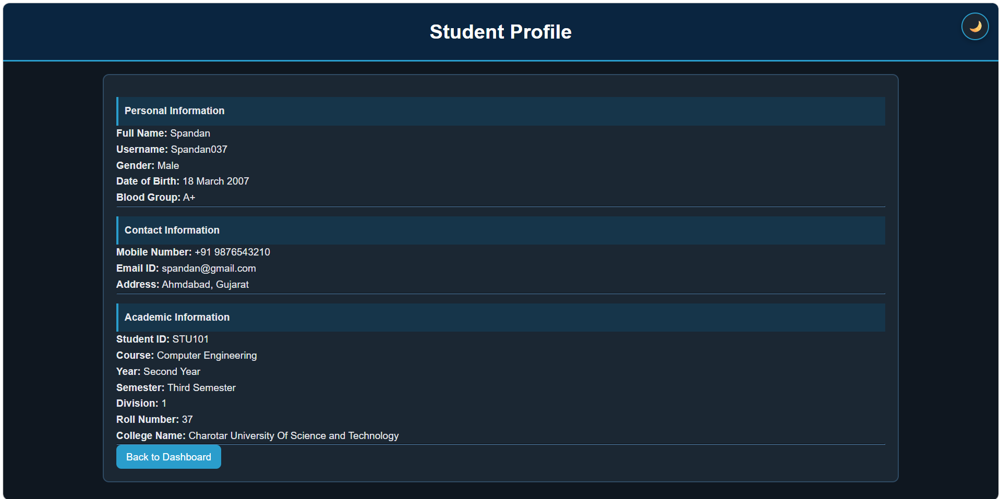 Student Profile
Personal Information
Full Name: Spandan
Username: Spandan037
Gender: Male
Date of Birth: 18 March 2007
Blood Group: A+
Contact Information
Mobile Number: +91 9876543210
Email ID: spandan@gmail.com
Address: Ahmdabad, Gujarat
Academic Information
Student ID: STU101
Course: Computer Engineering
Year: Second Year
Semester: Third Semester
Division: 1
Roll Number: 37
College Name: Charotar University Of Science and Technology
Back to Dashboard